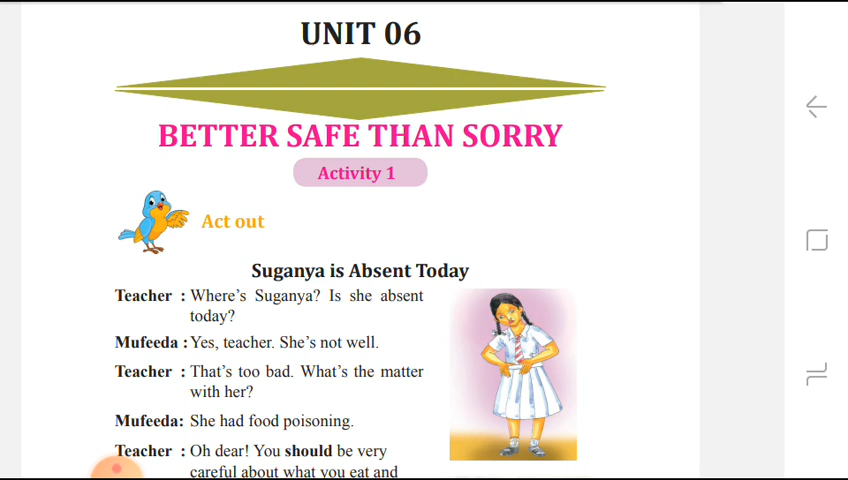 UNIT 06
BETTER SAFE THAN SORRY
Activity 1
Act out
Suganya is Absent Today
Teacher : Where's Suganya? Is she absent
today?
Mufeeda : Yes, teacher. She's not well.
Teacher : That's too bad. What's the matter
with her?
Mufeeda: She had food poisoning.
Teacher : Oh dear! You should be very
careful about what you eat and